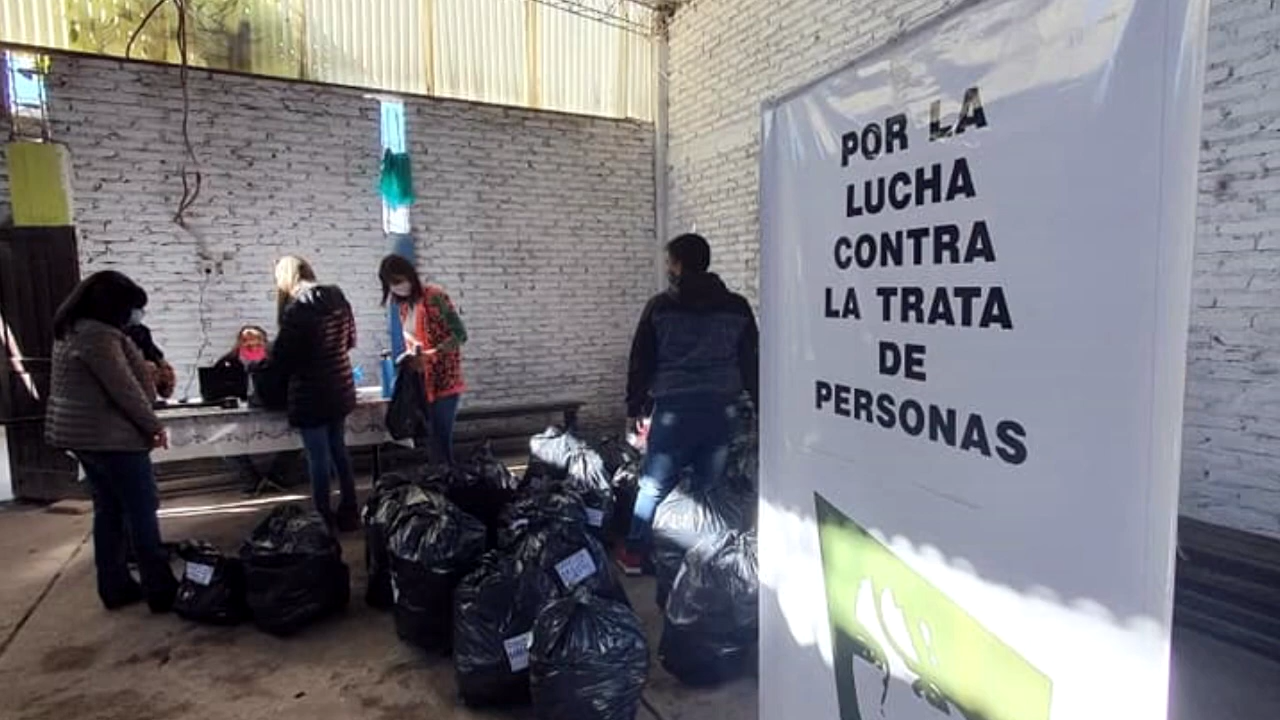 POR LA
LUCHA
CONTRA
LA TRATA
DE
PERSONAS